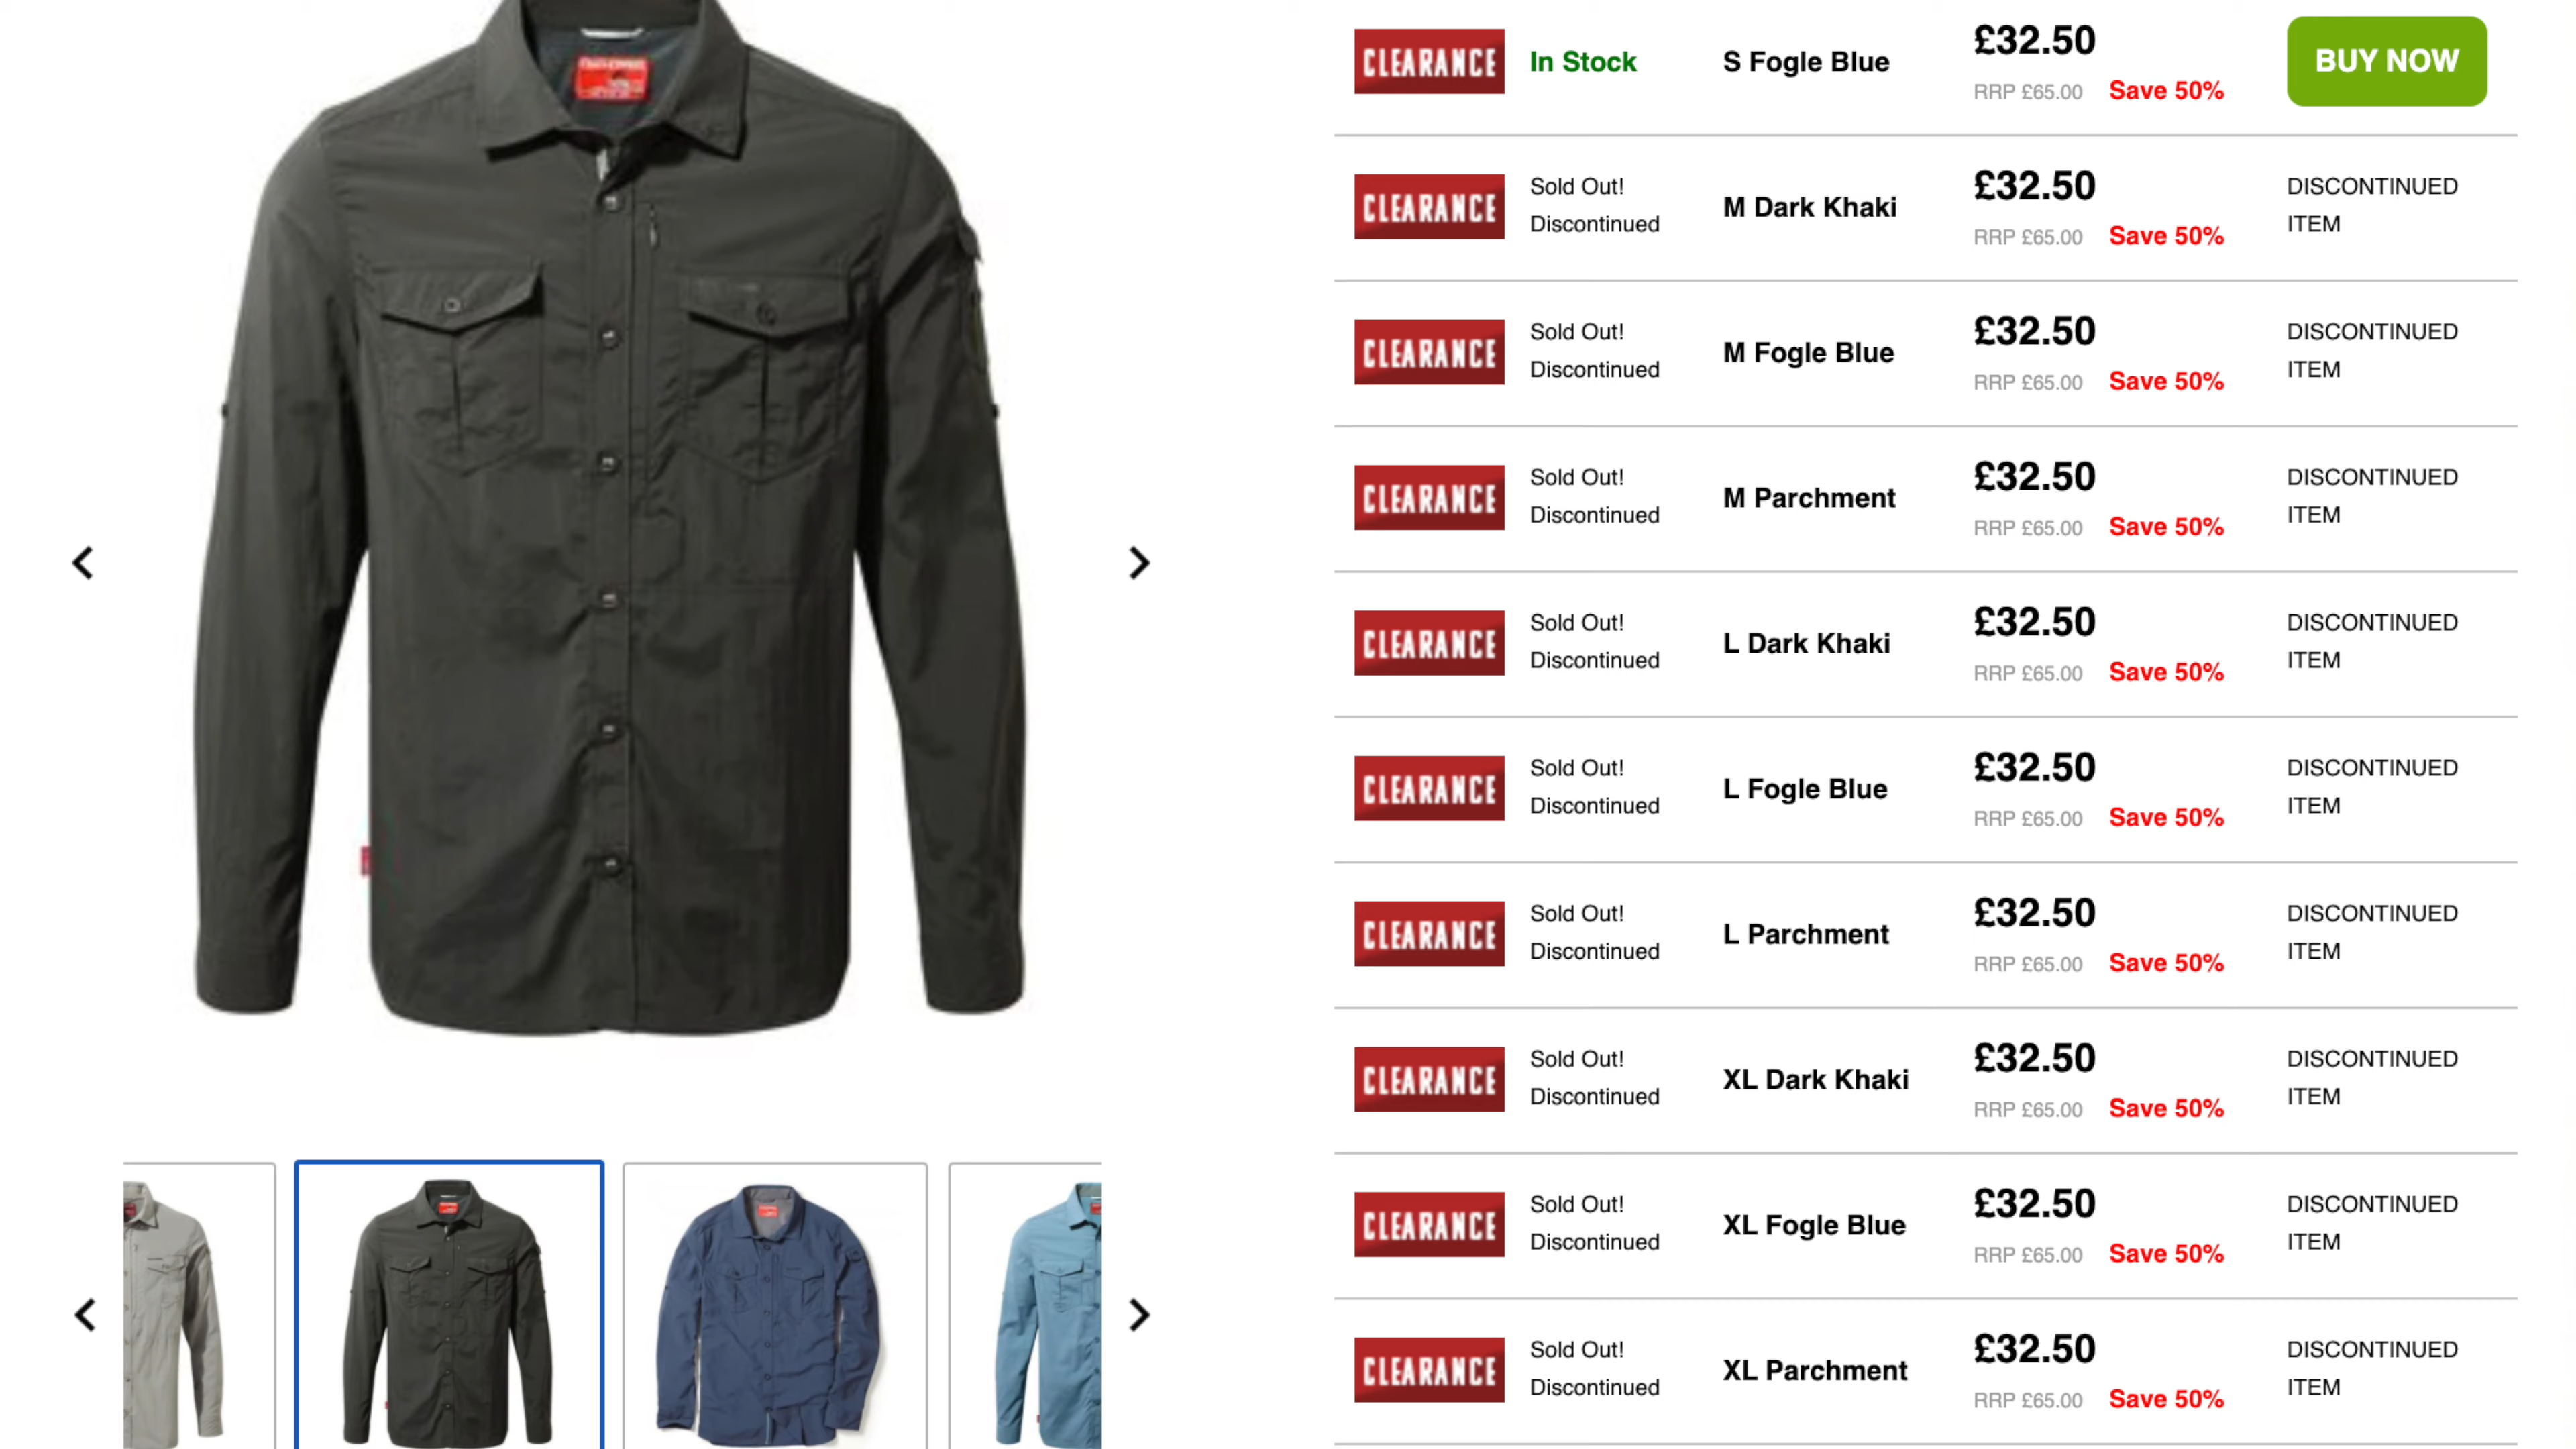 CLEARANCE
In Stock
S Fogle Blue
£32.50
RRP £65.00 Save 50%
BUY NOW
CLEARANCE
Sold Out!
Discontinued
M Dark Khaki
£32.50
RRP £65.00 Save 50%
DISCONTINUED
ITEM
CLEARANCE
Sold Out!
Discontinued
M Fogle Blue
£32.50
RRP £65.00 Save 50%
DISCONTINUED
ITEM
CLEARANCE
Sold Out!
Discontinued
M Parchment
£32.50
RRP £65.00 Save 50%
DISCONTINUED
ITEM
CLEARANCE
Sold Out!
Discontinued
L Dark Khaki
£32.50
RRP £65.00 Save 50%
DISCONTINUED
ITEM
CLEARANCE
Sold Out!
Discontinued
L Fogle Blue
£32.50
RRP £65.00 Save 50%
DISCONTINUED
ITEM
CLEARANCE
Sold Out!
Discontinued
L Parchment
£32.50
RRP £65.00 Save 50%
DISCONTINUED
ITEM
CLEARANCE
Sold Out!
Discontinued
XL Dark Khaki
£32.50
RRP £65.00 Save 50%
DISCONTINUED
ITEM
CLEARANCE
Sold Out!
Discontinued
XL Fogle Blue
£32.50
RRP £65.00 Save 50%
DISCONTINUED
ITEM
CLEARANCE
Sold Out!
Discontinued
XL Parchment
£32.50
RRP £65.00 Save 50%
DISCONTINUED
ITEM